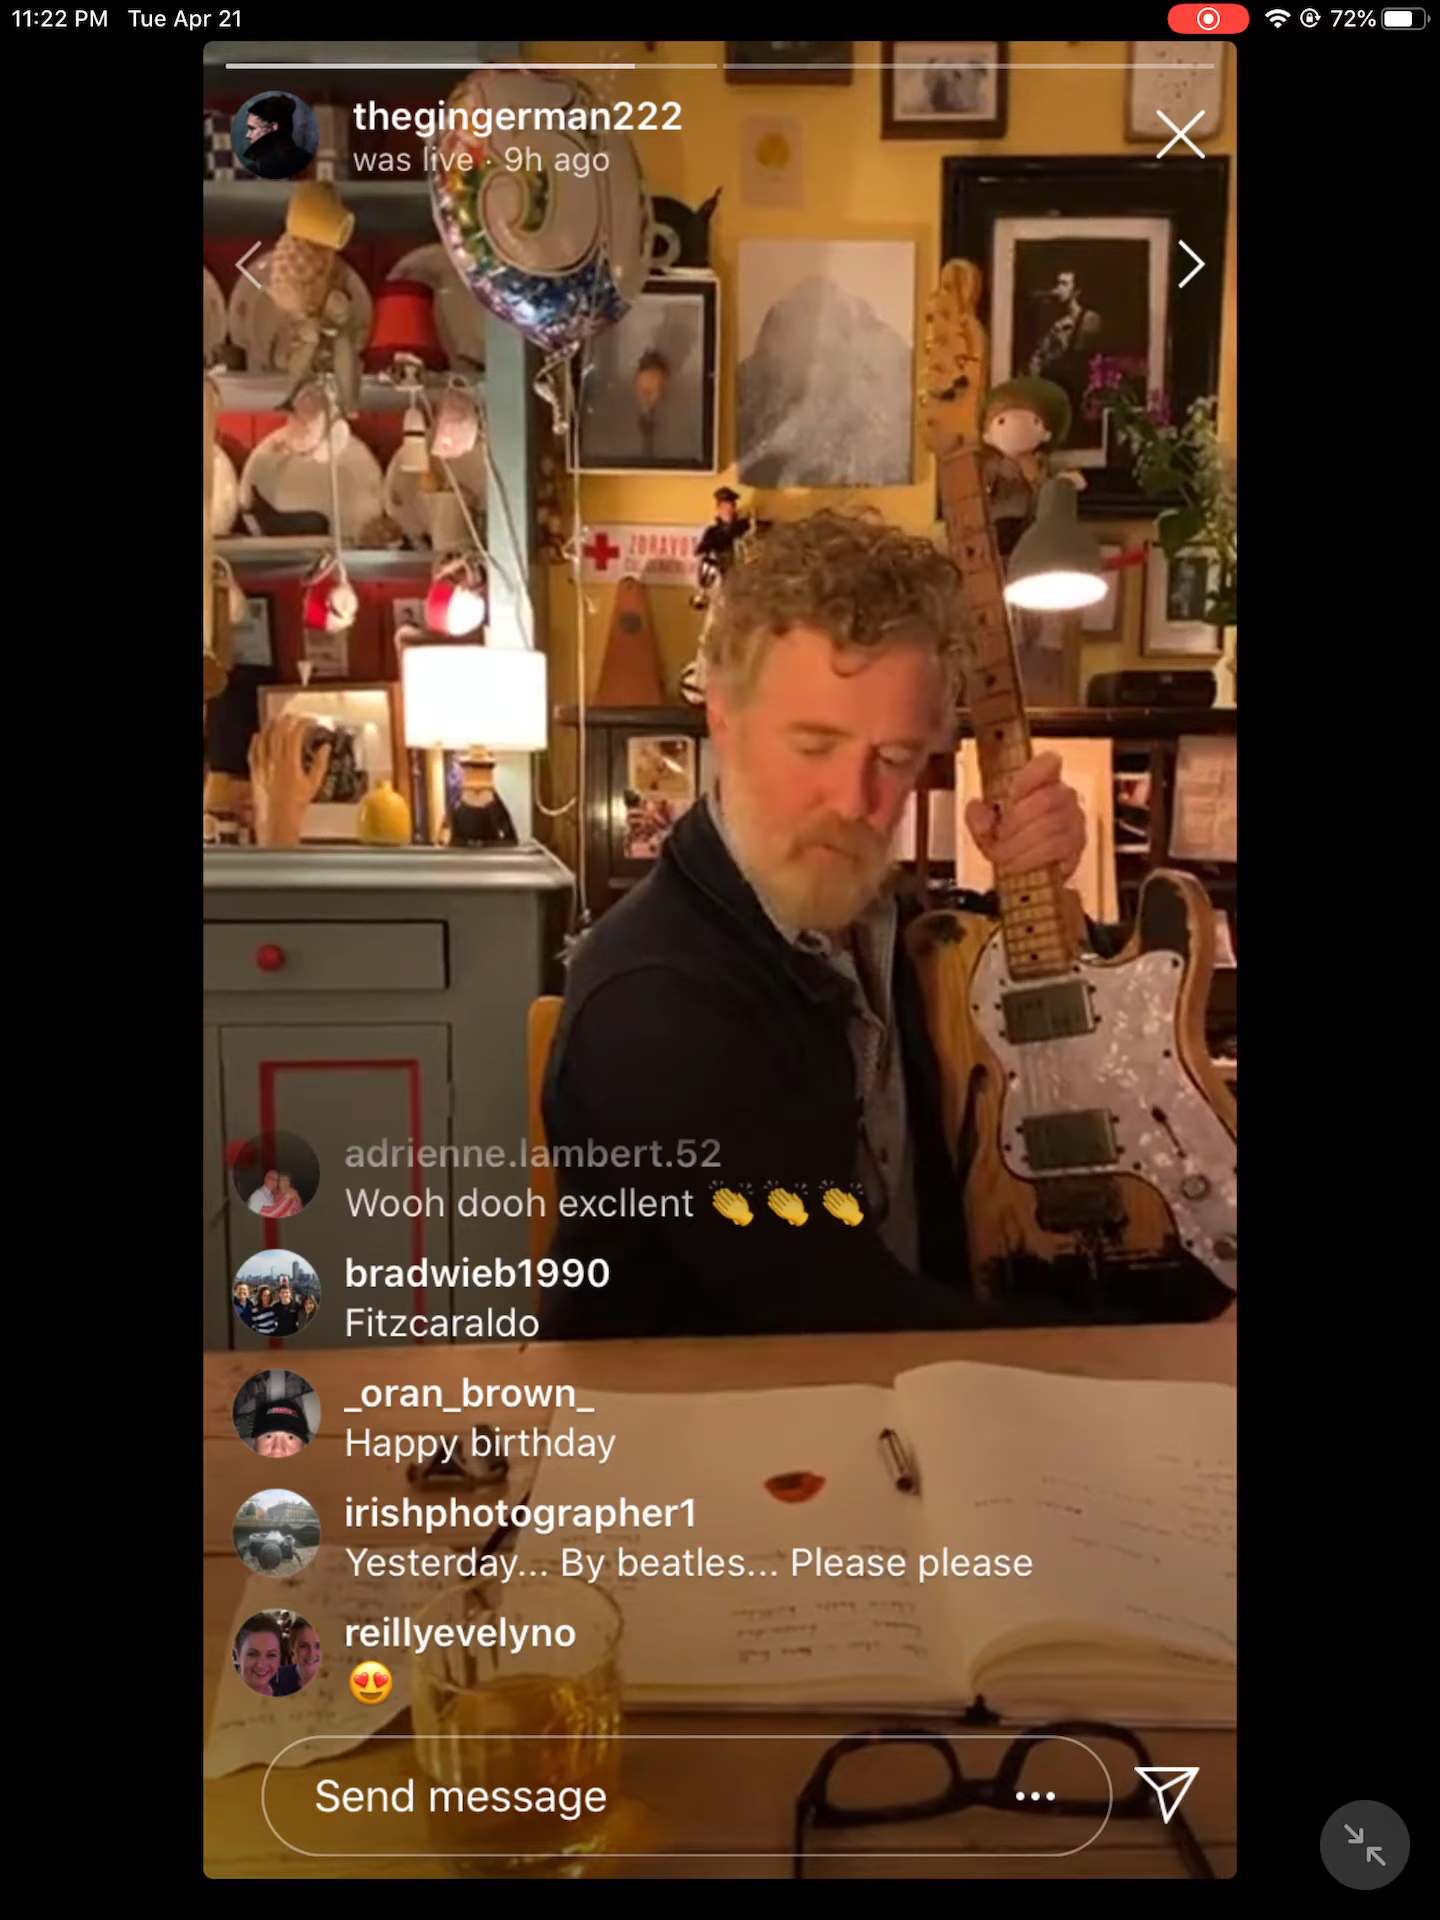 11:22 PM Tue Apr 21 72%
thegingerman222
was live · 9h ago
ZDRAVOT
adrienne.lambert.52
Wooh dooh excllent 👏 👏 👏
bradwieb1990
Fitzcaraldo
_oran_brown_
Happy birthday
irishphotographer1
Yesterday... By beatles... Please please
reillyevelyno
😍
Send message